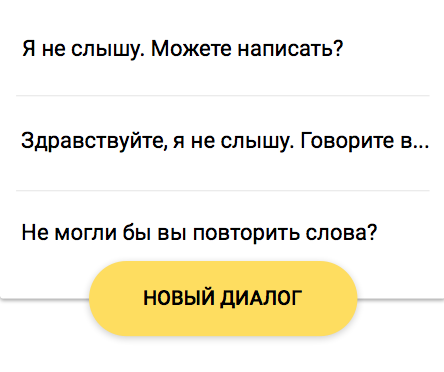 Я не слышу. Можете написать?
Здравствуйте, я не слышу. Говорите в...
Не могли бы вы повторить слова?
НОВЫЙ ДИАЛОГ